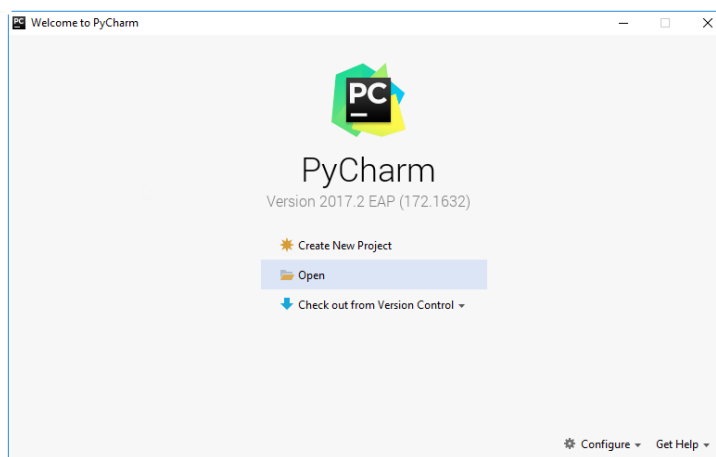 PC Welcome to PyCharm
PC
PyCharm
Version 2017.2 EAP (172.1632)
Create New Project
Open
Check out from Version Control
Configure Get Help